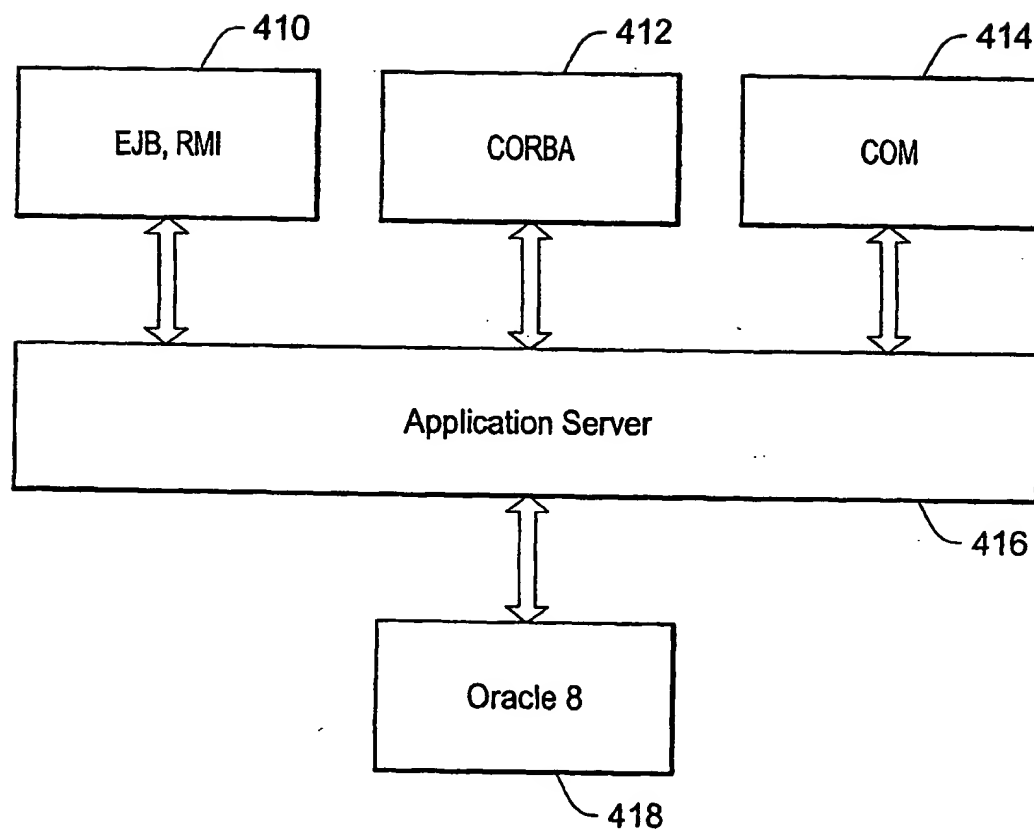 410
412
414
EJB, RMI
CORBA
COM
Application Server
416
Oracle 8
418